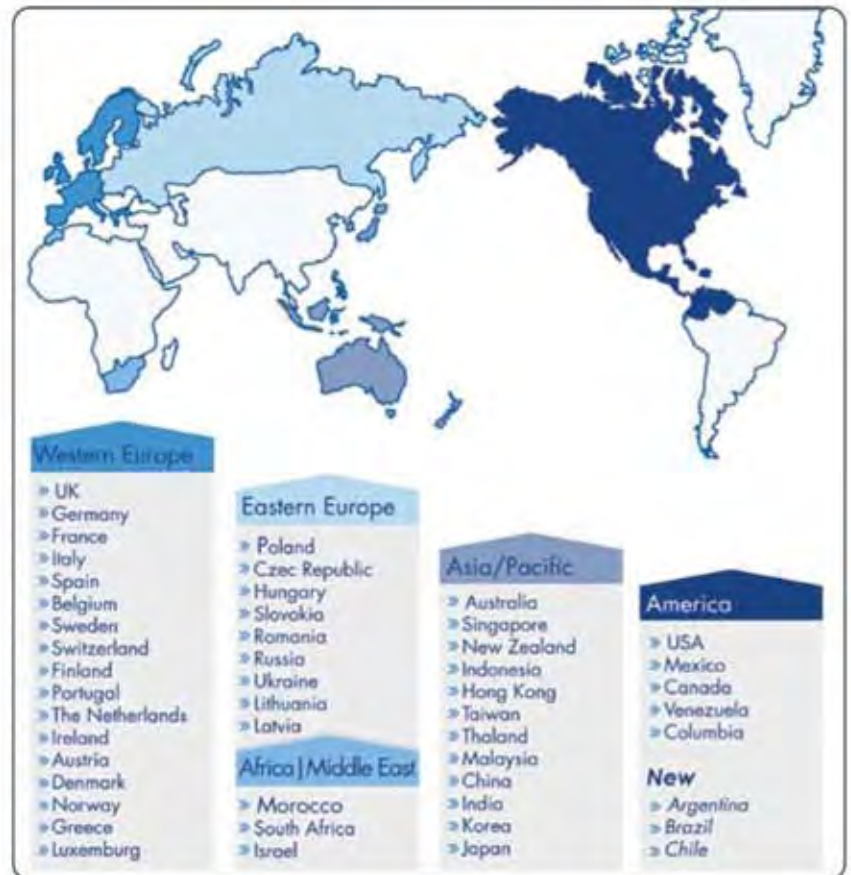 Western Europe
» UK
» Germany
» France
» Italy
» Spain
» Belgium
» Sweden
» Switzerland
» Finland
» Portugal
» The Netherlands
» Ireland
» Austria
» Denmark
» Norway
» Greece
» Luxemburg
Eastern Europe
» Poland
» Czec Republic
» Hungary
» Slovakia
» Romania
» Russia
» Ukraine
» Lithuania
» Latvia
Africa|Middle East
» Morocco
» South Africa
» Israel
Asia/Pacific
» Australia
» Singapore
» New Zealand
» Indonesia
» Hong Kong
» Taiwan
» Thaland
» Malaysia
» China
» India
» Korea
» Japan
America
» USA
» Mexico
» Canada
» Venezuela
» Columbia
New
» Argentina
» Brazil
» Chile